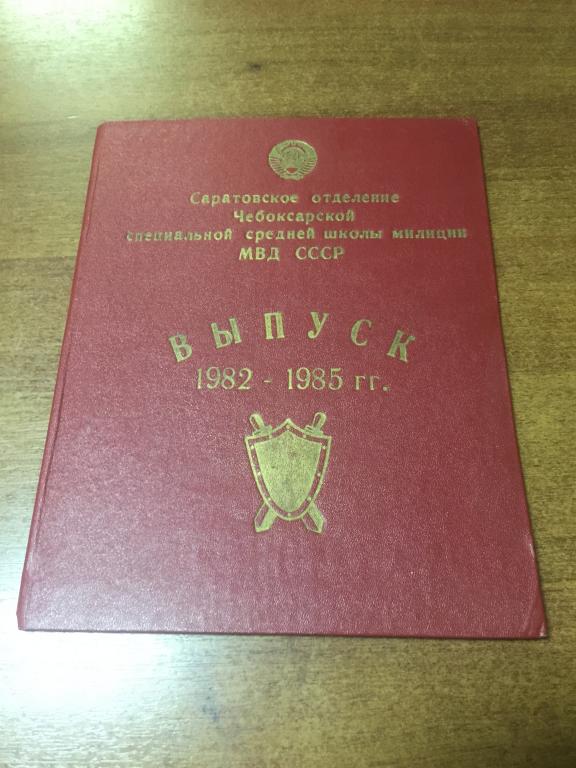 Саратовское отделение
Чебоксарской
специальной средней школы милиции
МВД СССР
ВЫПУСК
1982 - 1985 гг.